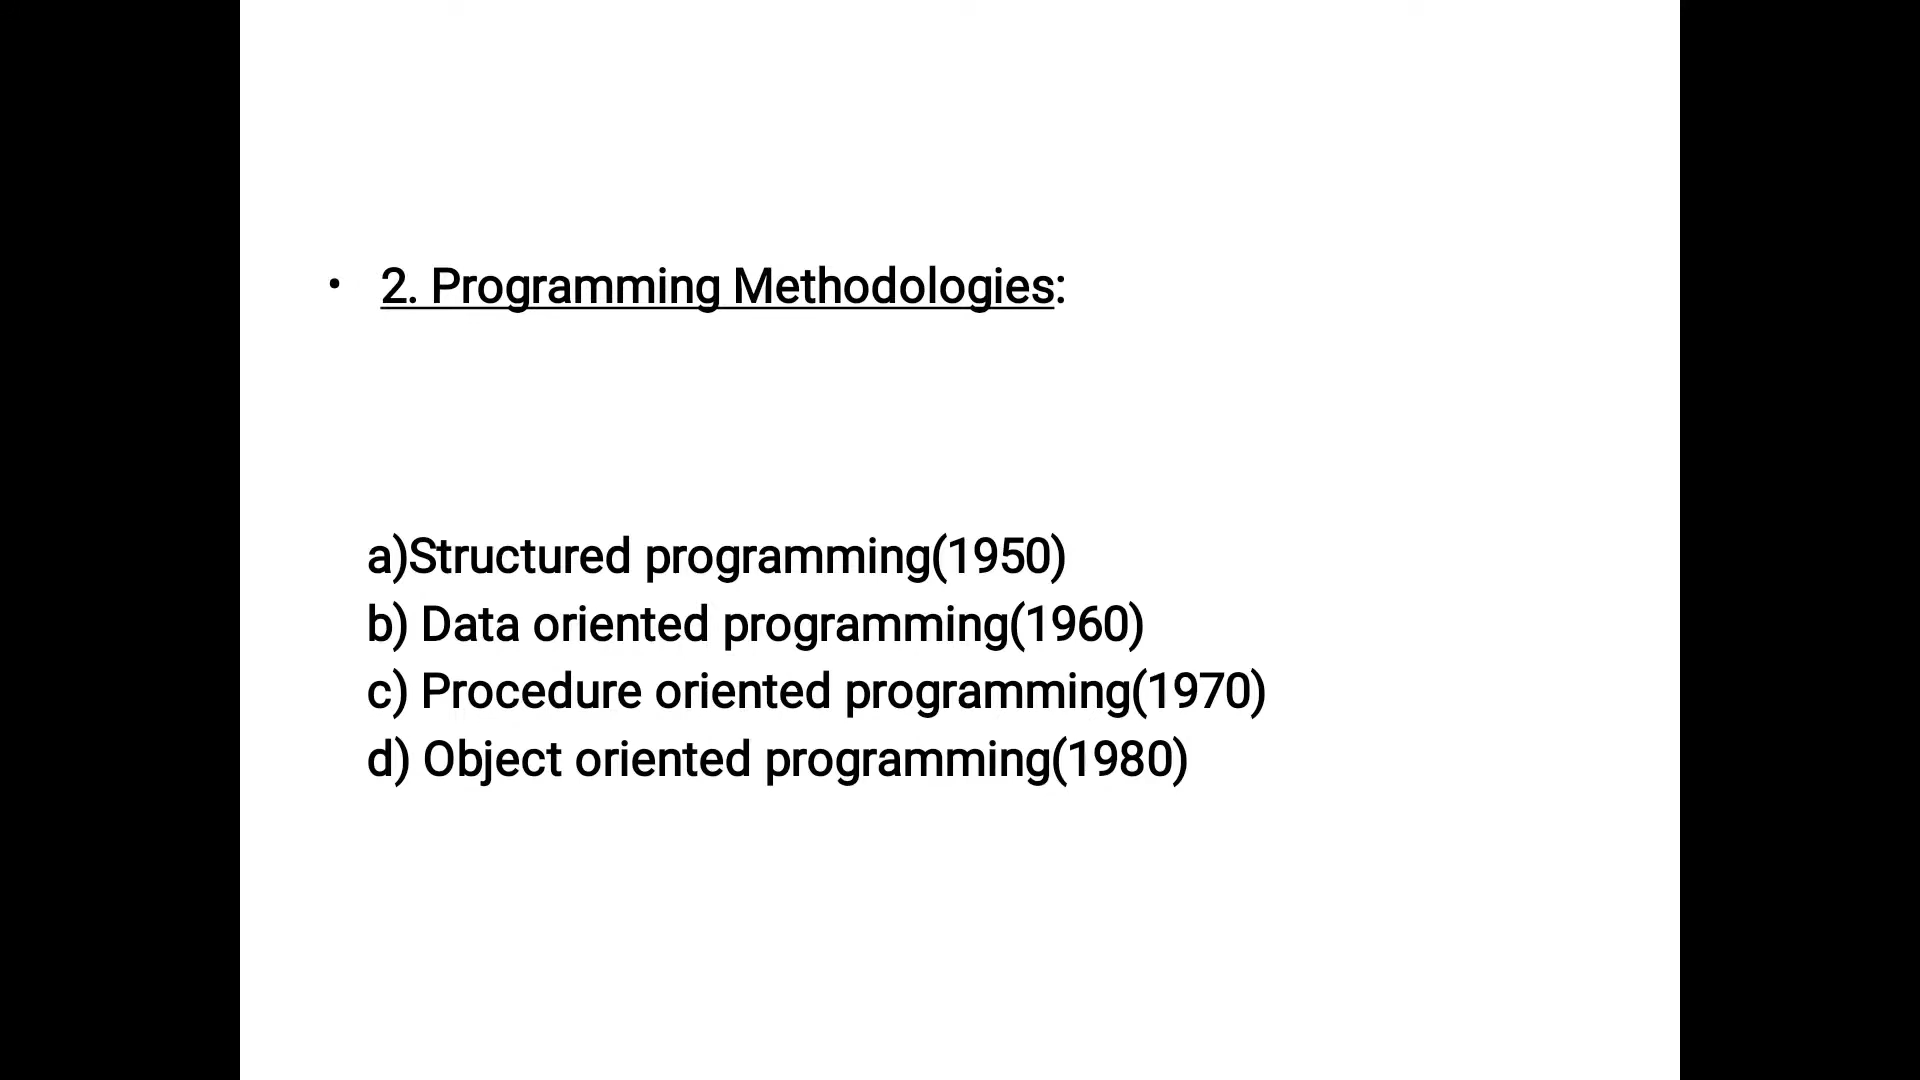 • 2. Programming Methodologies:
a)Structured programming(1950)
b) Data oriented programming(1960)
c) Procedure oriented programming(1970)
d) Object oriented programming(1980)